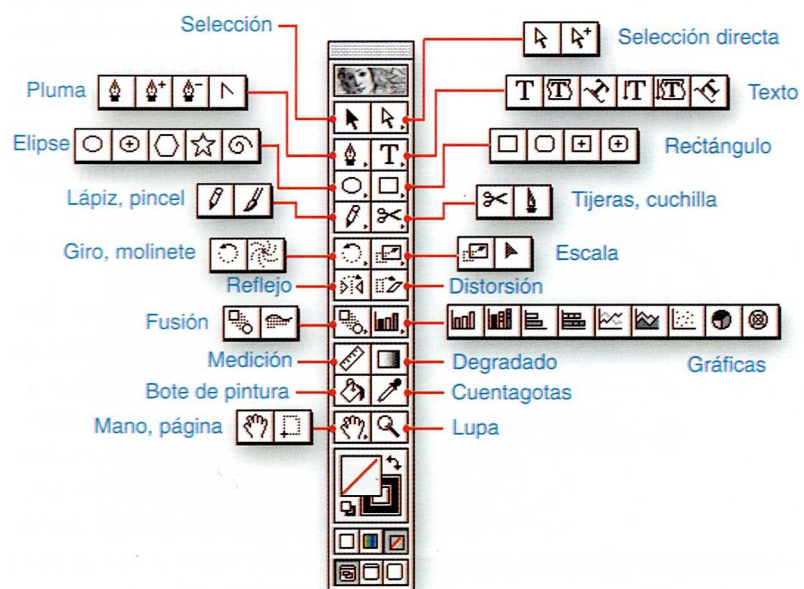 Selección
Selección directa
Pluma
Texto
Elipse
Rectángulo
Lápiz, pincel
Tijeras, cuchilla
Giro, molinete
Escala
Reflejo
Distorsión
Fusión
Gráficas
Medición
Degradado
Bote de pintura
Cuentagotas
Mano, página
Lupa